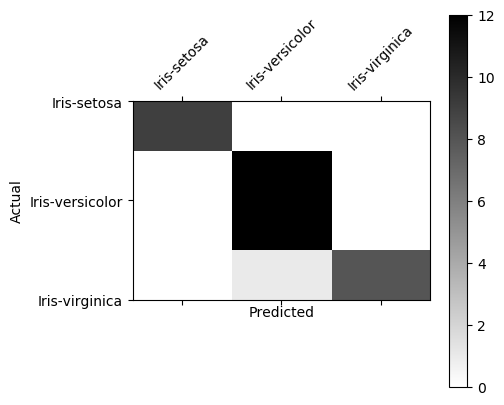 Iris-setosa
Iris-versicolor
Iris-virginica
12
10
8
6
4
2
0
Iris-setosa
Iris-versicolor
Iris-virginica
Actual
Predicted